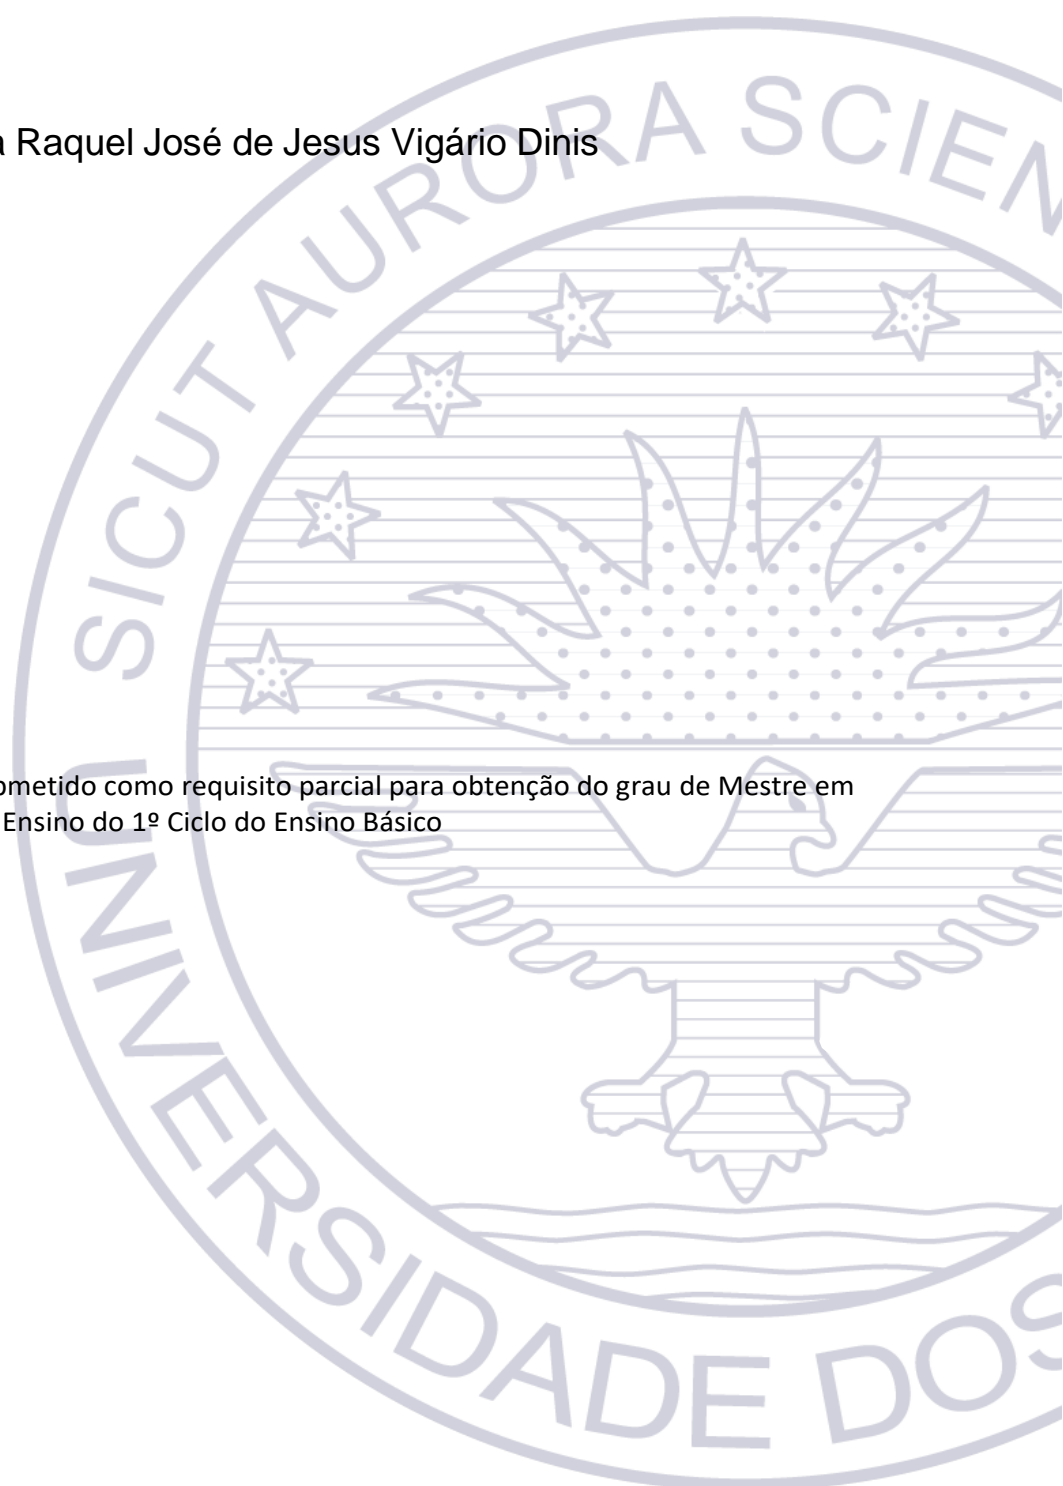 a Raquel José de Jesus Vigário Dinis
ometido como requisito parcial para obtenção do grau de Mestre em
Ensino do 1º Ciclo do Ensino Básico
SICUT AURORA SCIEN
UNIVERSIDADE DOS